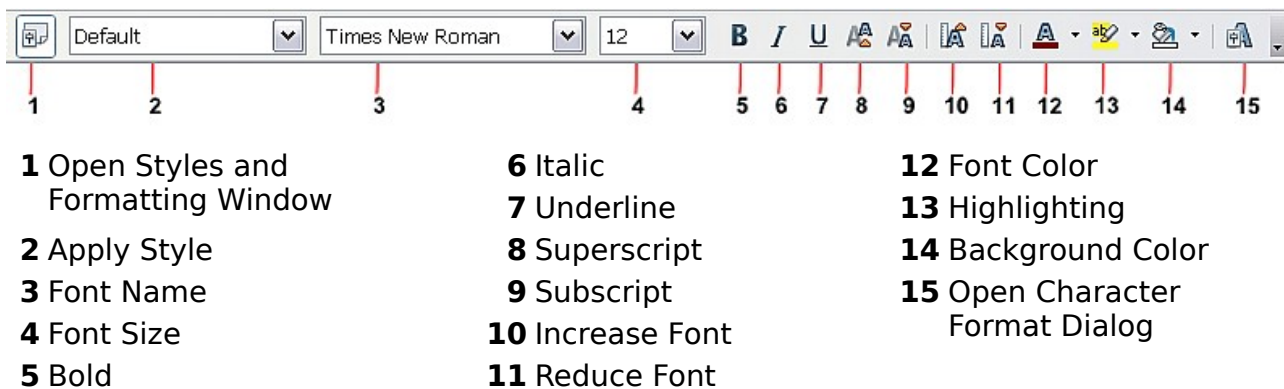 Default Times New Roman 12 B I U
1 2 3 4 5 6 7 8 9 10 11 12 13 14 15
1 Open Styles and
Formatting Window
2 Apply Style
3 Font Name
4 Font Size
5 Bold
6 Italic
7 Underline
8 Superscript
9 Subscript
10 Increase Font
11 Reduce Font
12 Font Color
13 Highlighting
14 Background Color
15 Open Character
Format Dialog